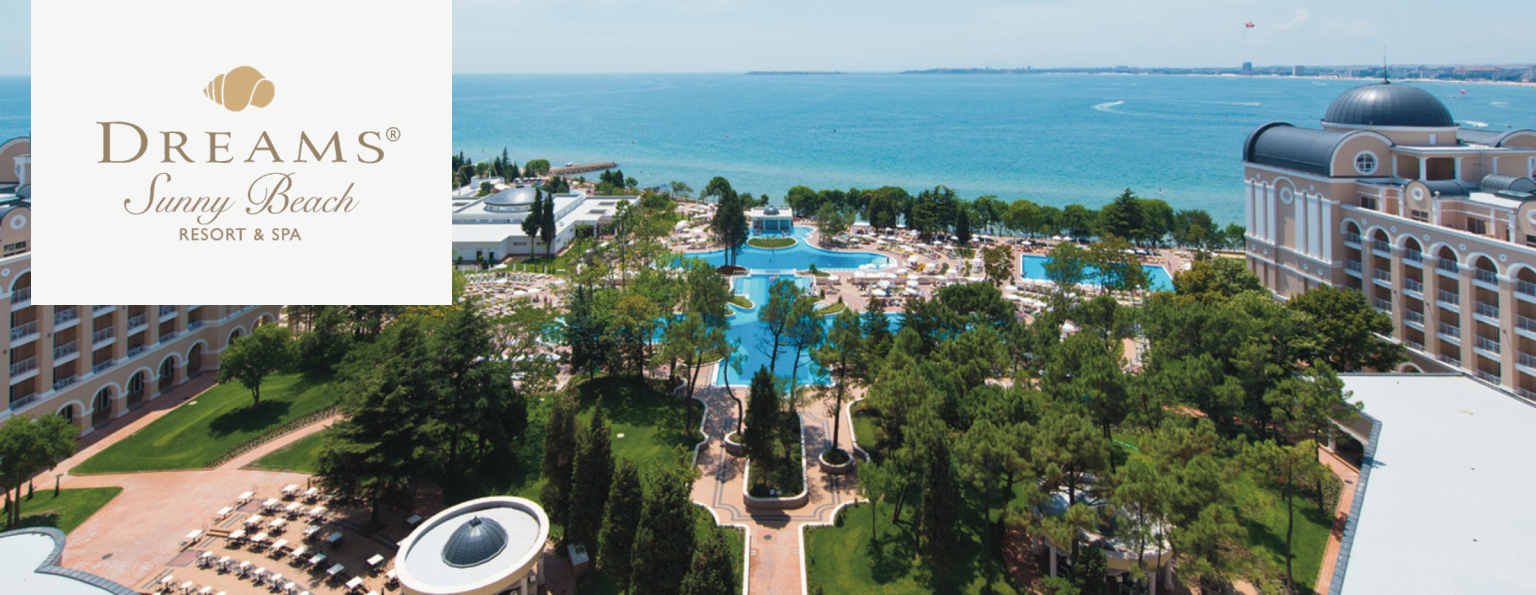 DREAMS®
Sunny Beach
RESORT & SPA